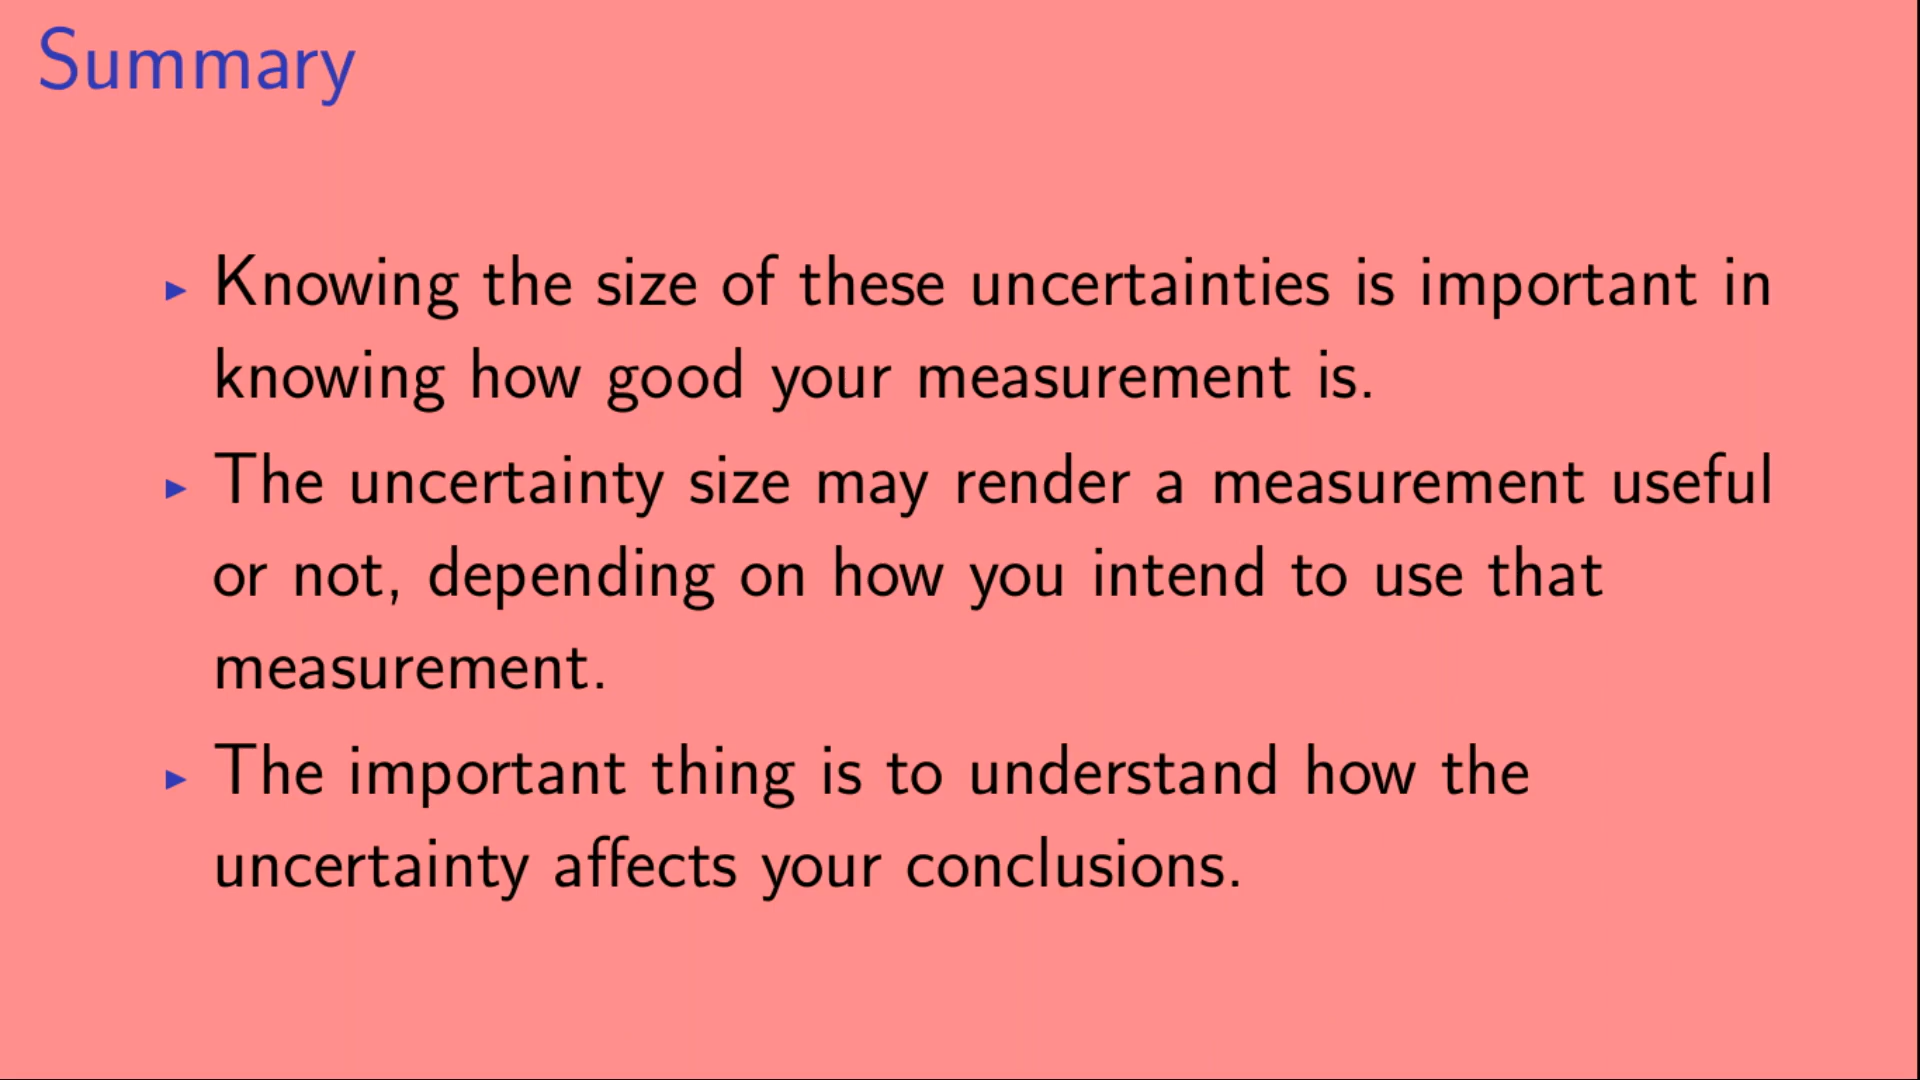 Summary
▸ Knowing the size of these uncertainties is important in
knowing how good your measurement is.
▸ The uncertainty size may render a measurement useful
or not, depending on how you intend to use that
measurement.
▸ The important thing is to understand how the
uncertainty affects your conclusions.